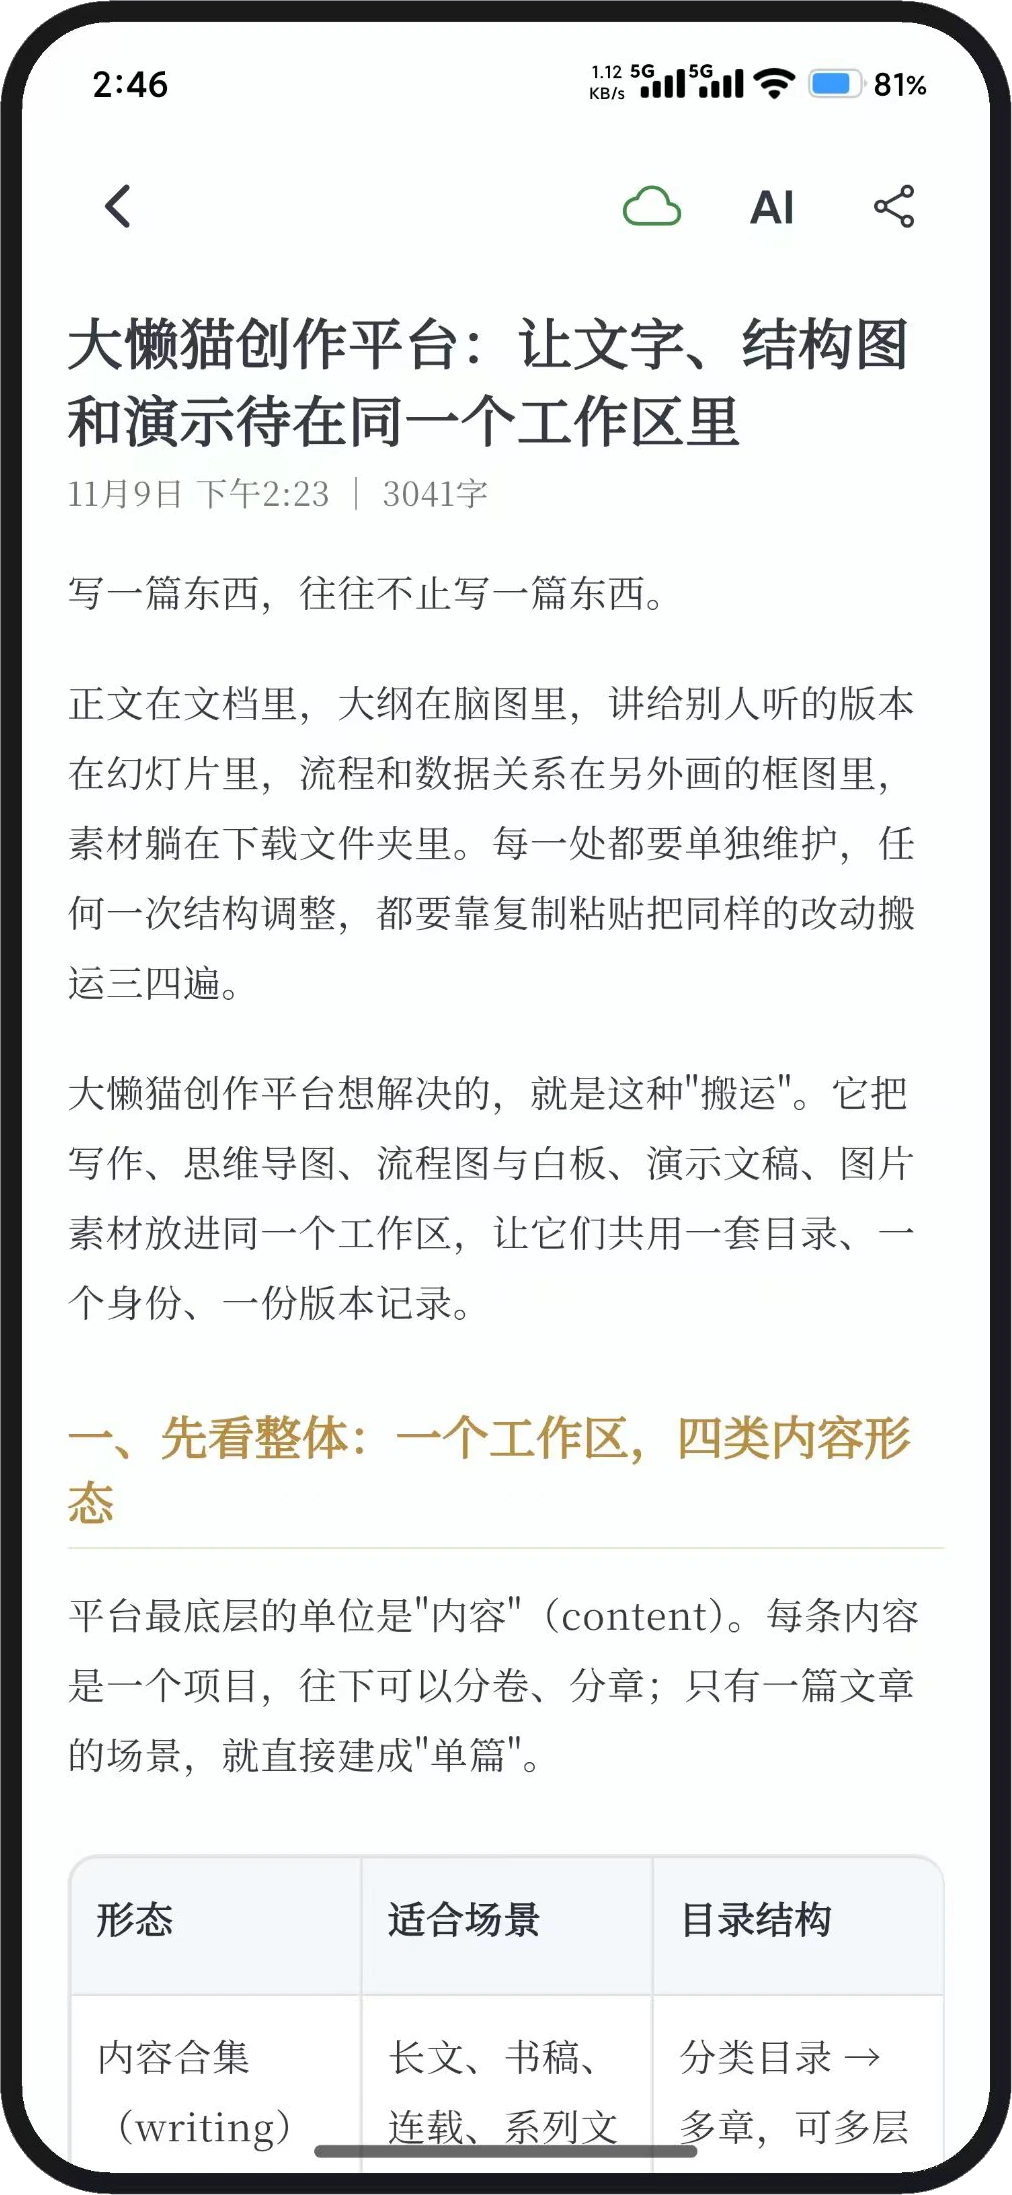 2:46
1.12 KB/s 5G 5G 81%
AI
大懒猫创作平台：让文字、结构图
和演示待在同一个工作区里
11月9日 下午2:23 | 3041字
写一篇东西，往往不止写一篇东西。
正文在文档里，大纲在脑图里，讲给别人听的版本
在幻灯片里，流程和数据关系在另外画的框图里，
素材躺在下载文件夹里。每一处都要单独维护，任
何一次结构调整，都要靠复制粘贴把同样的改动搬
运三四遍。
大懒猫创作平台想解决的，就是这种"搬运"。它把
写作、思维导图、流程图与白板、演示文稿、图片
素材放进同一个工作区，让它们共用一套目录、一
个身份、一份版本记录。
一、先看整体：一个工作区，四类内容形
态
平台最底层的单位是"内容"（content）。每条内容
是一个项目，往下可以分卷、分章；只有一篇文章
的场景，就直接建成"单篇"。
形态 适合场景 目录结构
内容合集 长文、书稿、 分类目录 →
（writing） 连载、系列文 多章，可多层